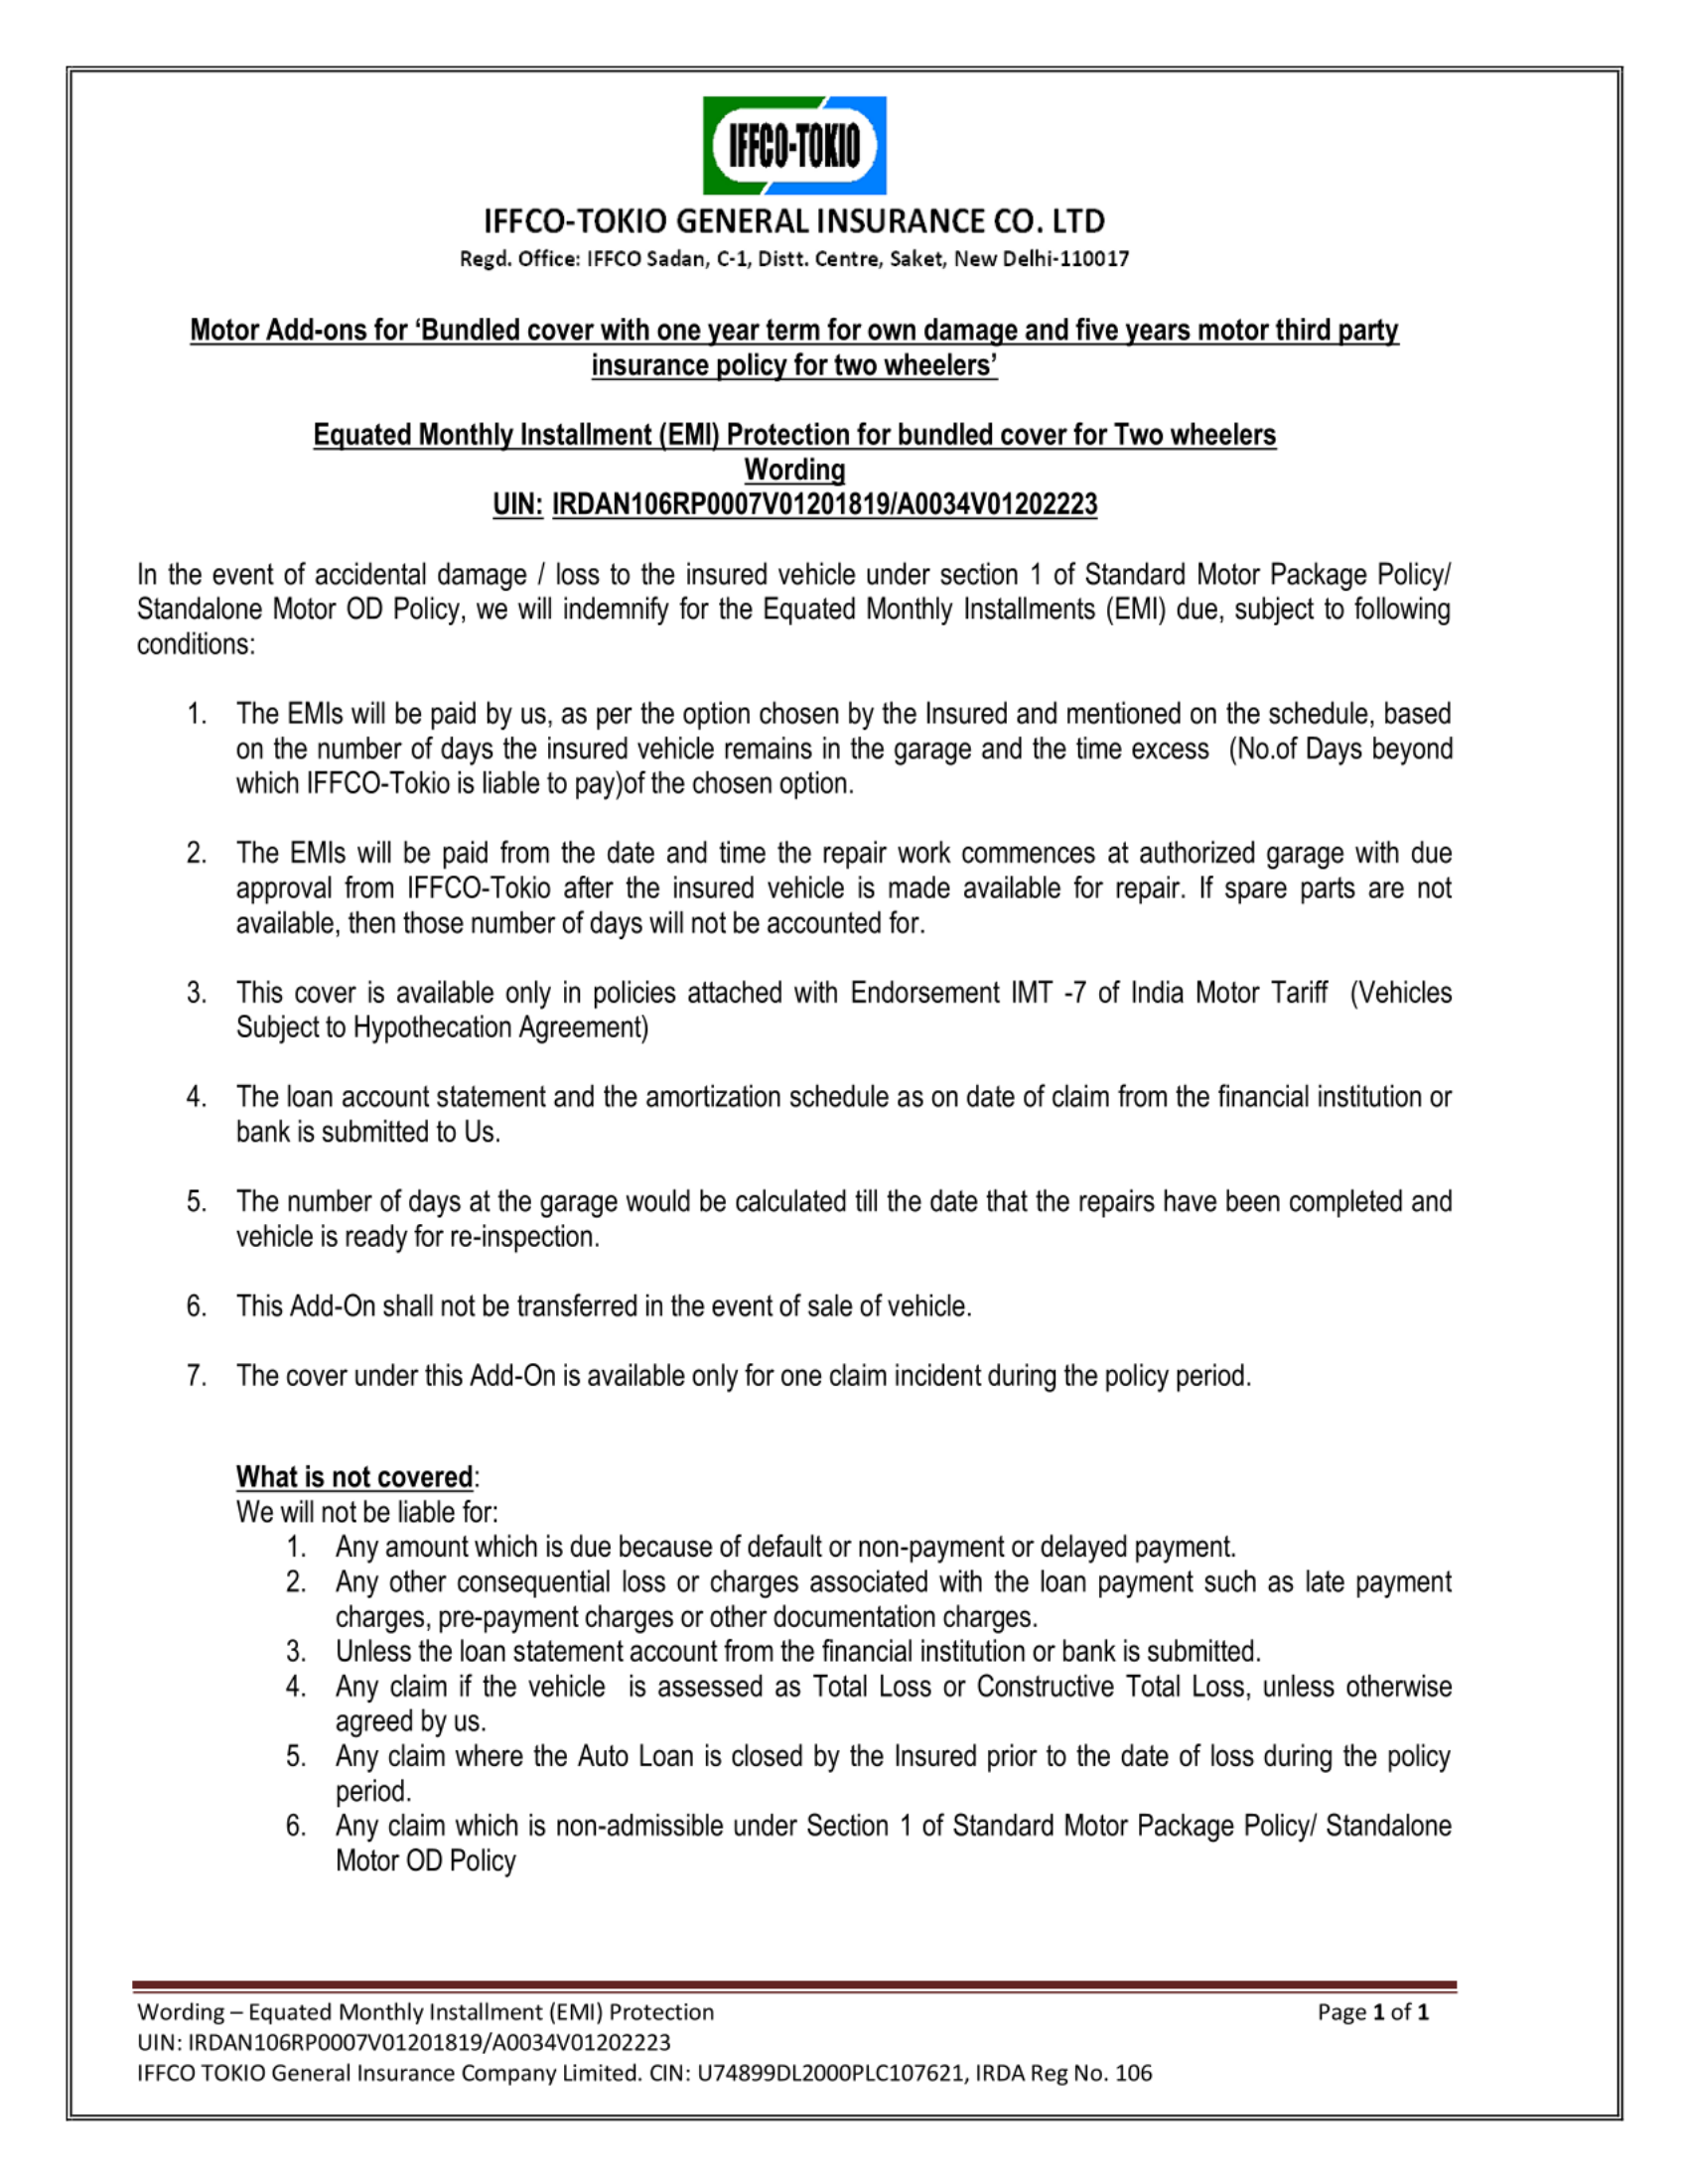 IFFCO-TOKIO
IFFCO-TOKIO GENERAL INSURANCE CO. LTD
Regd. Office: IFFCO Sadan, C-1, Distt. Centre, Saket, New Delhi-110017
Motor Add-ons for ‘Bundled cover with one year term for own damage and five years motor third party
insurance policy for two wheelers’
Equated Monthly Installment (EMI) Protection for bundled cover for Two wheelers
Wording
UIN: IRDAN106RP0007V01201819/A0034V01202223
In the event of accidental damage / loss to the insured vehicle under section 1 of Standard Motor Package Policy/
Standalone Motor OD Policy, we will indemnify for the Equated Monthly Installments (EMI) due, subject to following
conditions:
1. The EMIs will be paid by us, as per the option chosen by the Insured and mentioned on the schedule, based
on the number of days the insured vehicle remains in the garage and the time excess (No.of Days beyond
which IFFCO-Tokio is liable to pay)of the chosen option.
2. The EMIs will be paid from the date and time the repair work commences at authorized garage with due
approval from IFFCO-Tokio after the insured vehicle is made available for repair. If spare parts are not
available, then those number of days will not be accounted for.
3. This cover is available only in policies attached with Endorsement IMT -7 of India Motor Tariff (Vehicles
Subject to Hypothecation Agreement)
4. The loan account statement and the amortization schedule as on date of claim from the financial institution or
bank is submitted to Us.
5. The number of days at the garage would be calculated till the date that the repairs have been completed and
vehicle is ready for re-inspection.
6. This Add-On shall not be transferred in the event of sale of vehicle.
7. The cover under this Add-On is available only for one claim incident during the policy period.
What is not covered:
We will not be liable for:
1. Any amount which is due because of default or non-payment or delayed payment.
2. Any other consequential loss or charges associated with the loan payment such as late payment
charges, pre-payment charges or other documentation charges.
3. Unless the loan statement account from the financial institution or bank is submitted.
4. Any claim if the vehicle is assessed as Total Loss or Constructive Total Loss, unless otherwise
agreed by us.
5. Any claim where the Auto Loan is closed by the Insured prior to the date of loss during the policy
period.
6. Any claim which is non-admissible under Section 1 of Standard Motor Package Policy/ Standalone
Motor OD Policy
Wording – Equated Monthly Installment (EMI) Protection Page 1 of 1
UIN: IRDAN106RP0007V01201819/A0034V01202223
IFFCO TOKIO General Insurance Company Limited. CIN: U74899DL2000PLC107621, IRDA Reg No. 106